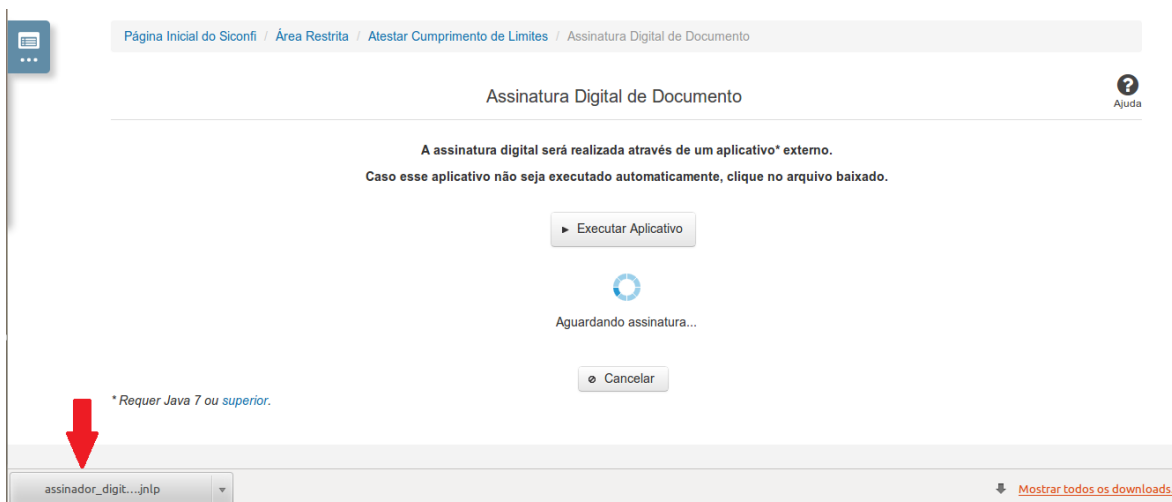 Página Inicial do Siconfi / Área Restrita / Atestar Cumprimento de Limites / Assinatura Digital de Documento
Assinatura Digital de Documento
Ajuda
A assinatura digital será realizada através de um aplicativo* externo.
Caso esse aplicativo não seja executado automaticamente, clique no arquivo baixado.
Executar Aplicativo
Aguardando assinatura...
Cancelar
* Requer Java 7 ou superior.
assinador_digit....jnlp
Mostrar todos os downloads